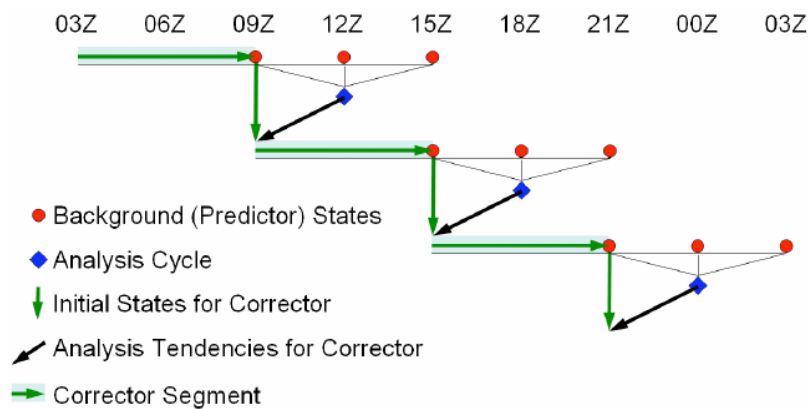 03Z 06Z 09Z 12Z 15Z 18Z 21Z 00Z 03Z
Background (Predictor) States
Analysis Cycle
Initial States for Corrector
Analysis Tendencies for Corrector
Corrector Segment